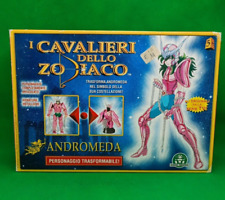 I CAVALIERI
DELLO
ZODIACO
TRASFORMA ANDROMEDA
NEL SIMBOLO DELLA
SUA COSTELLAZIONE!
ANDROMEDA
PERSONAGGIO TRASFORMABILE!